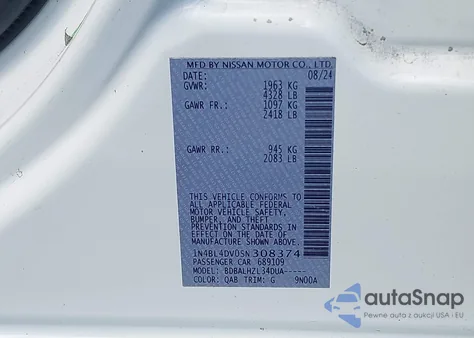 MFD BY NISSAN MOTOR CO., LTD.
DATE: 08/24
GVWR: 1963 KG
4328 LB
GAWR FR.: 1097 KG
2418 LB
GAWR RR.: 945 KG
2083 LB
THIS VEHICLE CONFORMS TO
ALL APPLICABLE FEDERAL
MOTOR VEHICLE SAFETY,
BUMPER, AND THEFT
PREVENTION STANDARDS
IN EFFECT ON THE DATE OF
MANUFACTURE SHOWN ABOVE.
1N4BL4DV0SN308374
PASSENGER CAR 689109
MODEL: BDBALHZL34DUA-----
COLOR: QAB TRIM: G 9N00A
autaSnap
Pewne auta z USA i Kanady